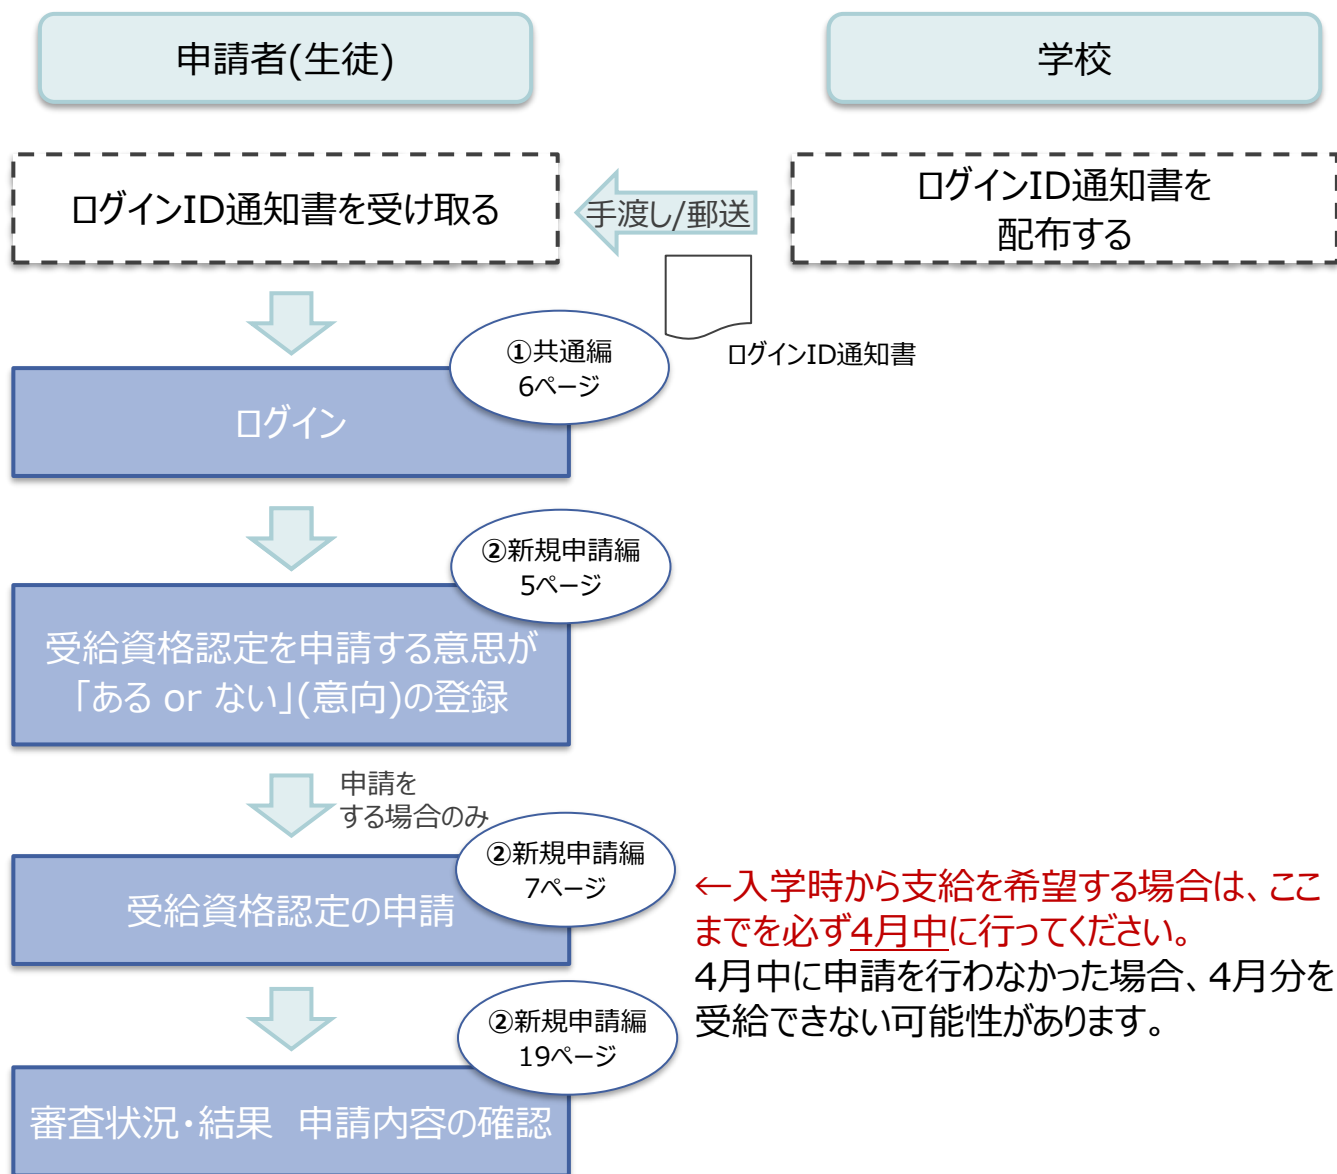 申請者(生徒)
学校
ログインID通知書を受け取る
手渡し/郵送
ログインID通知書を
配布する
ログインID通知書
①共通編
6ページ
ログイン
②新規申請編
5ページ
受給資格認定を申請する意思が
「ある or ない」(意向)の登録
申請を
する場合のみ
②新規申請編
7ページ
受給資格認定の申請
←入学時から支給を希望する場合は、ここ
までを必ず4月中に行ってください。
4月中に申請を行わなかった場合、4月分を
受給できない可能性があります。
②新規申請編
19ページ
審査状況・結果　申請内容の確認